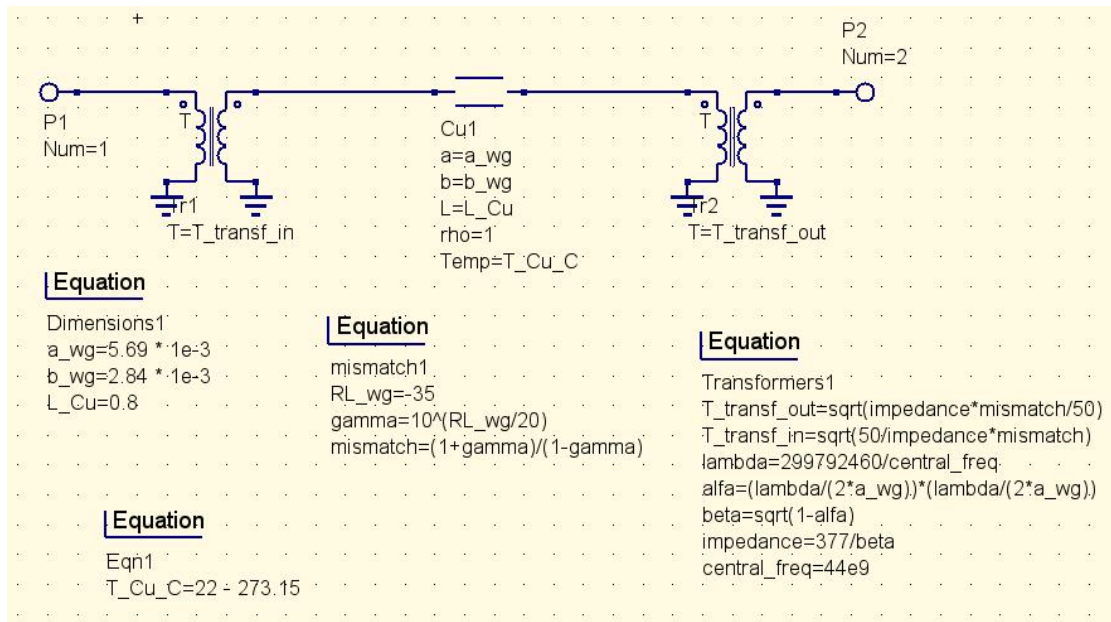 P2
Num=2
P1
Num=1
T
T
Cu1
a=a_wg
b=b_wg
L=L_Cu
rho=1
Temp=T_Cu_C
Tr1
T=T_transf_in
Tr2
T=T_transf_out
Equation
Dimensions1
a_wg=5.69 * 1e-3
b_wg=2.84 * 1e-3
L_Cu=0.8
Equation
mismatch1
RL_wg=-35
gamma=10^(RL_wg/20)
mismatch=(1+gamma)/(1-gamma)
Equation
Transformers1
T_transf_out=sqrt(impedance*mismatch/50)
T_transf_in=sqrt(50/impedance*mismatch)
lambda=299792460/central_freq
alfa=(lambda/(2*a_wg))*(lambda/(2*a_wg))
beta=sqrt(1-alfa)
impedance=377/beta
central_freq=44e9
Equation
Eqn1
T_Cu_C=22 - 273.15